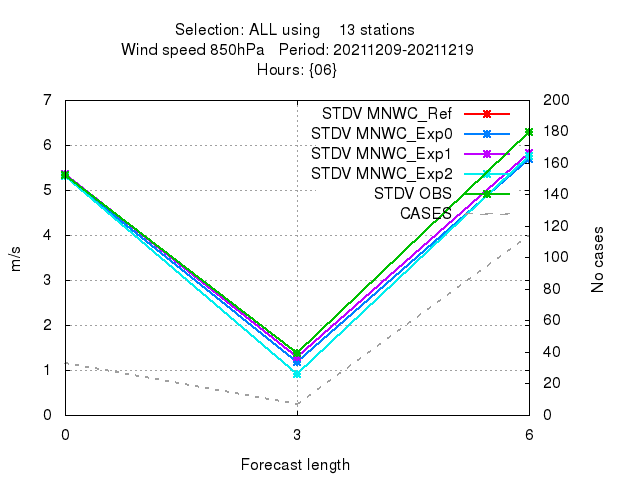 Selection: ALL using    13 stations
Wind speed 850hPa   Period: 20211209-20211219
Hours: {06}
7
6
5
4
3
2
1
0
m/s
STDV MNWC_Ref
STDV MNWC_Exp0
STDV MNWC_Exp1
STDV MNWC_Exp2
STDV OBS
CASES
200
180
160
140
120
100
80
60
40
20
0
No cases
0 3 6
Forecast length